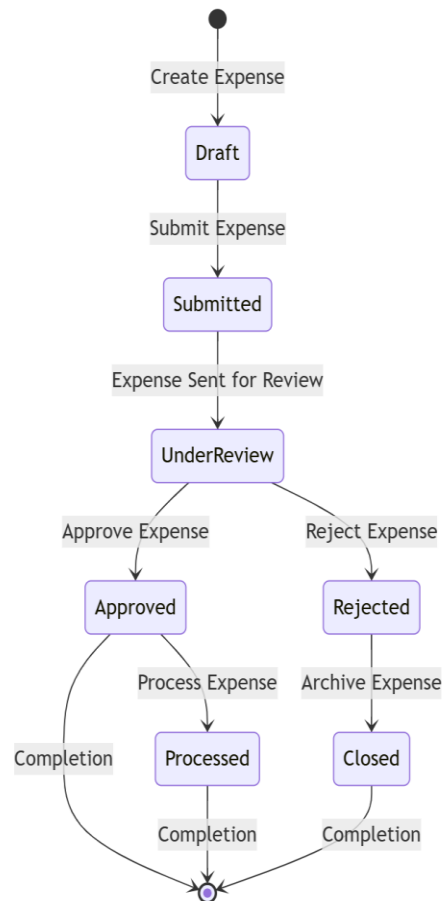 Create Expense
Draft
Submit Expense
Submitted
Expense Sent for Review
UnderReview
Approve Expense
Reject Expense
Approved
Rejected
Process Expense
Archive Expense
Completion
Processed
Closed
Completion
Completion